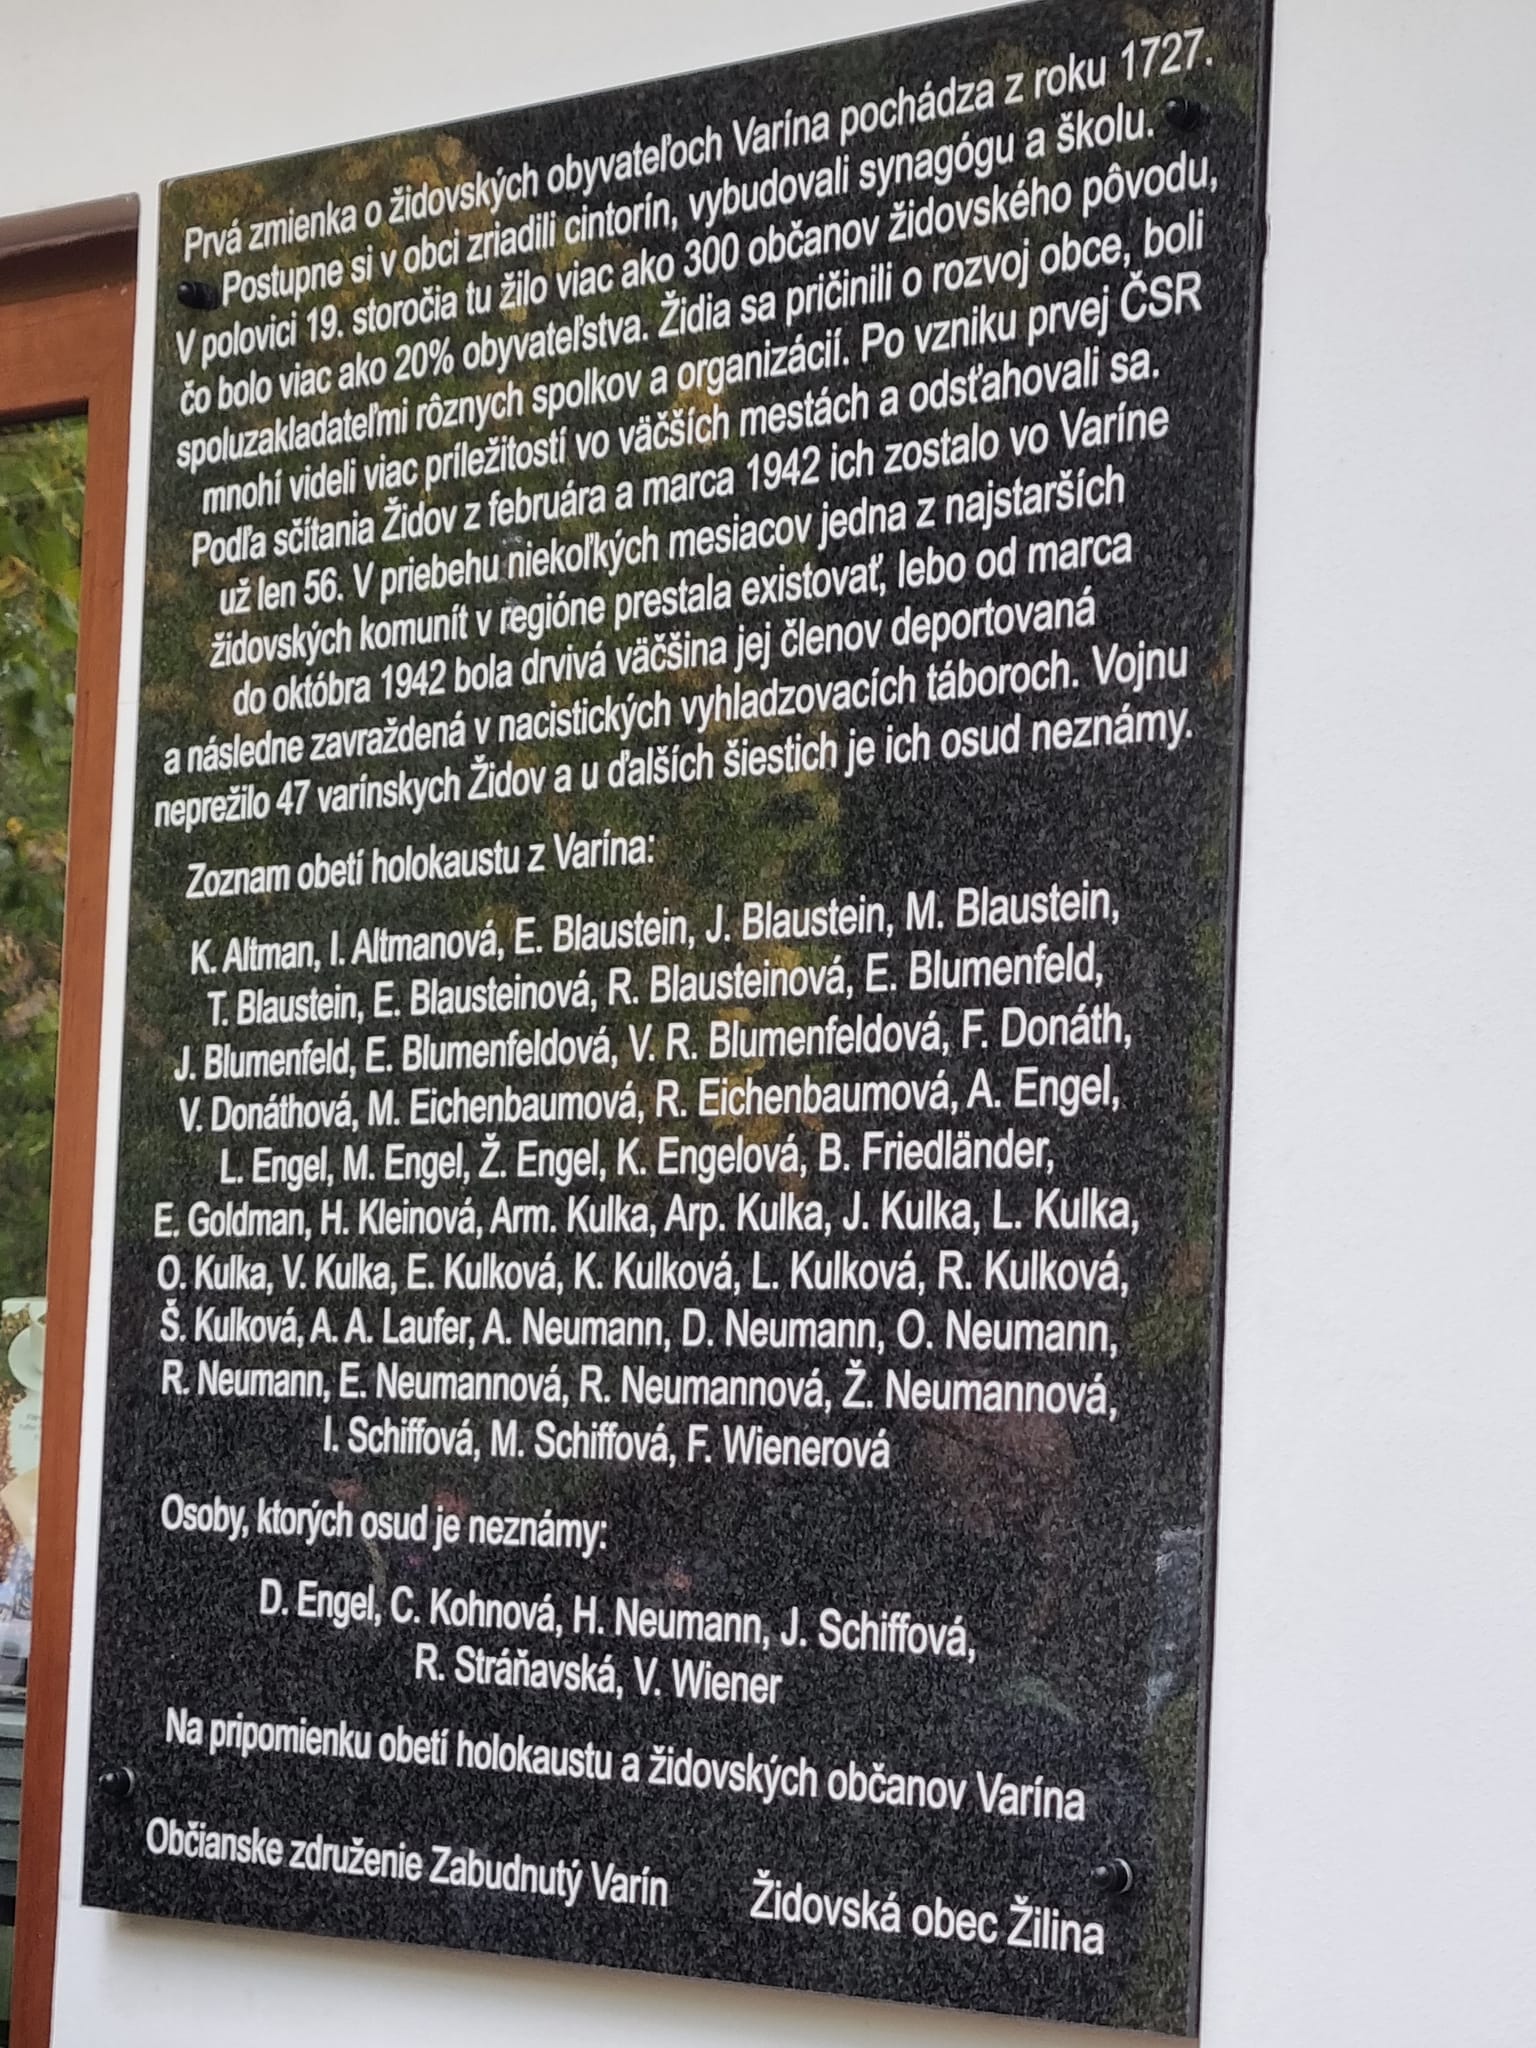 Prvá zmienka o židovských obyvateľoch Varína pochádza z roku 1727.
Postupne si v obci zriadili cintorín, vybudovali synagógu a školu.
V polovici 19. storočia tu žilo viac ako 300 občanov židovského pôvodu,
čo bolo viac ako 20% obyvateľstva. Židia sa pričinili o rozvoj obce, boli
spoluzakladateľmi rôznych spolkov a organizácií. Po vzniku prvej ČSR
mnohí videli viac príležitostí vo väčších mestách a odsťahovali sa.
Podľa sčítania Židov z februára a marca 1942 ich zostalo vo Varíne
už len 56. V priebehu niekoľkých mesiacov jedna z najstarších
židovských komunít v regióne prestala existovať, lebo od marca
do októbra 1942 bola drvivá väčšina jej členov deportovaná
a následne zavraždená v nacistických vyhladzovacích táboroch. Vojnu
neprežilo 47 varínskych Židov a u ďalších šiestich je ich osud neznámy.
Zoznam obetí holokaustu z Varína:
K. Altman, I. Altmanová, E. Blaustein, J. Blaustein, M. Blaustein,
T. Blaustein, E. Blausteinová, R. Blausteinová, E. Blumenfeld,
J. Blumenfeld, E. Blumenfeldová, V. R. Blumenfeldová, F. Donáth,
V. Donáthová, M. Eichenbaumová, R. Eichenbaumová, A. Engel,
L. Engel, M. Engel, Ž. Engel, K. Engelová, B. Friedländer,
E. Goldman, H. Kleinová, Arm. Kulka, Arp. Kulka, J. Kulka, L. Kulka,
O. Kulka, V. Kulka, E. Kulková, K. Kulková, L. Kulková, R. Kulková,
Š. Kulková, A. A. Laufer, A. Neumann, D. Neumann, O. Neumann,
R. Neumann, E. Neumannová, R. Neumannová, Ž. Neumannová,
I. Schiffová, M. Schiffová, F. Wienerová
Osoby, ktorých osud je neznámy:
D. Engel, C. Kohnová, H. Neumann, J. Schiffová,
R. Stráňavská, V. Wiener
Na pripomienku obetí holokaustu a židovských občanov Varína
Občianske združenie Zabudnutý Varín Židovská obec Žilina